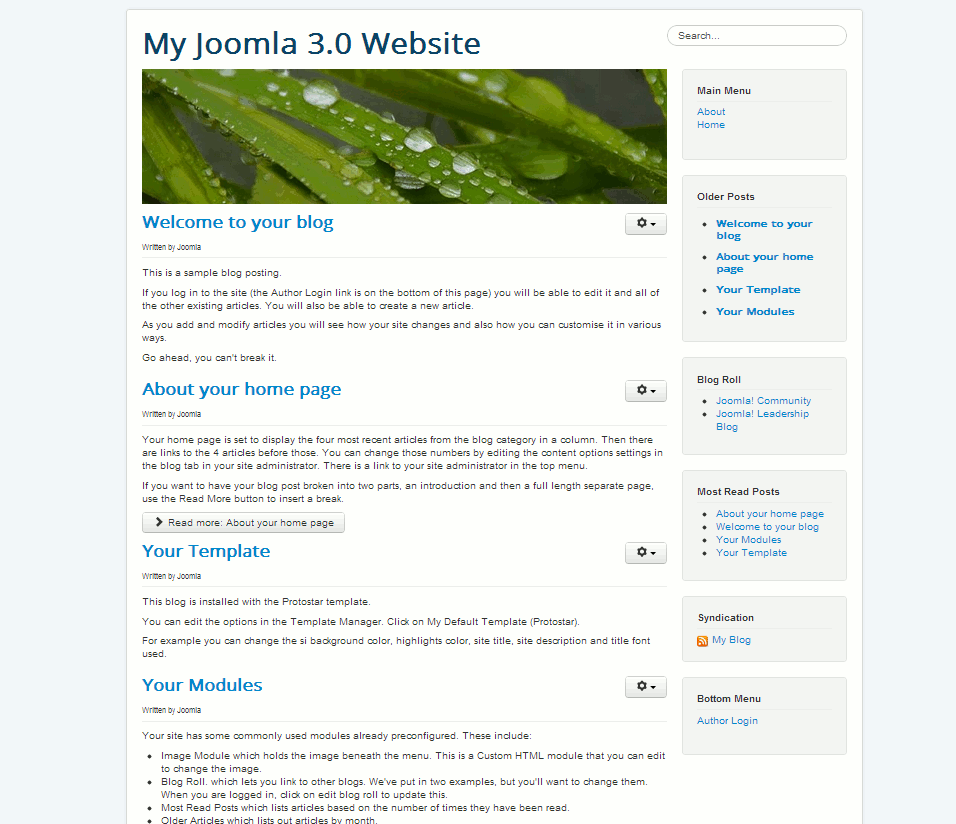 My Joomla 3.0 Website
Search...
Welcome to your blog
Written by Joomla
This is a sample blog posting.
If you log in to the site (the Author Login link is on the bottom of this page) you will be able to edit it and all of
the other existing articles. You will also be able to create a new article.
As you add and modify articles you will see how your site changes and also how you can customise it in various
ways.
Go ahead, you can't break it.
About your home page
Written by Joomla
Your home page is set to display the four most recent articles from the blog category in a column. Then there
are links to the 4 articles before those. You can change those numbers by editing the content options settings in
the blog tab in your site administrator. There is a link to your site administrator in the top menu.
If you want to have your blog post broken into two parts, an introduction and then a full length separate page,
use the Read More button to insert a break.
Read more: About your home page
Your Template
Written by Joomla
This blog is installed with the Protostar template.
You can edit the options in the Template Manager. Click on My Default Template (Protostar).
For example you can change the si background color, highlights color, site title, site description and title font
used.
Your Modules
Written by Joomla
Your site has some commonly used modules already preconfigured. These include:
Image Module which holds the image beneath the menu. This is a Custom HTML module that you can edit
to change the image.
Blog Roll. which lets you link to other blogs. We've put in two examples, but you'll want to change them.
When you are logged in, click on edit blog roll to update this.
Most Read Posts which lists articles based on the number of times they have been read.
Older Articles which lists out articles by month.
Main Menu
About
Home
Older Posts
Welcome to your
blog
About your home
page
Your Template
Your Modules
Blog Roll
Joomla! Community
Joomla! Leadership
Blog
Most Read Posts
About your home page
Welcome to your blog
Your Modules
Your Template
Syndication
My Blog
Bottom Menu
Author Login